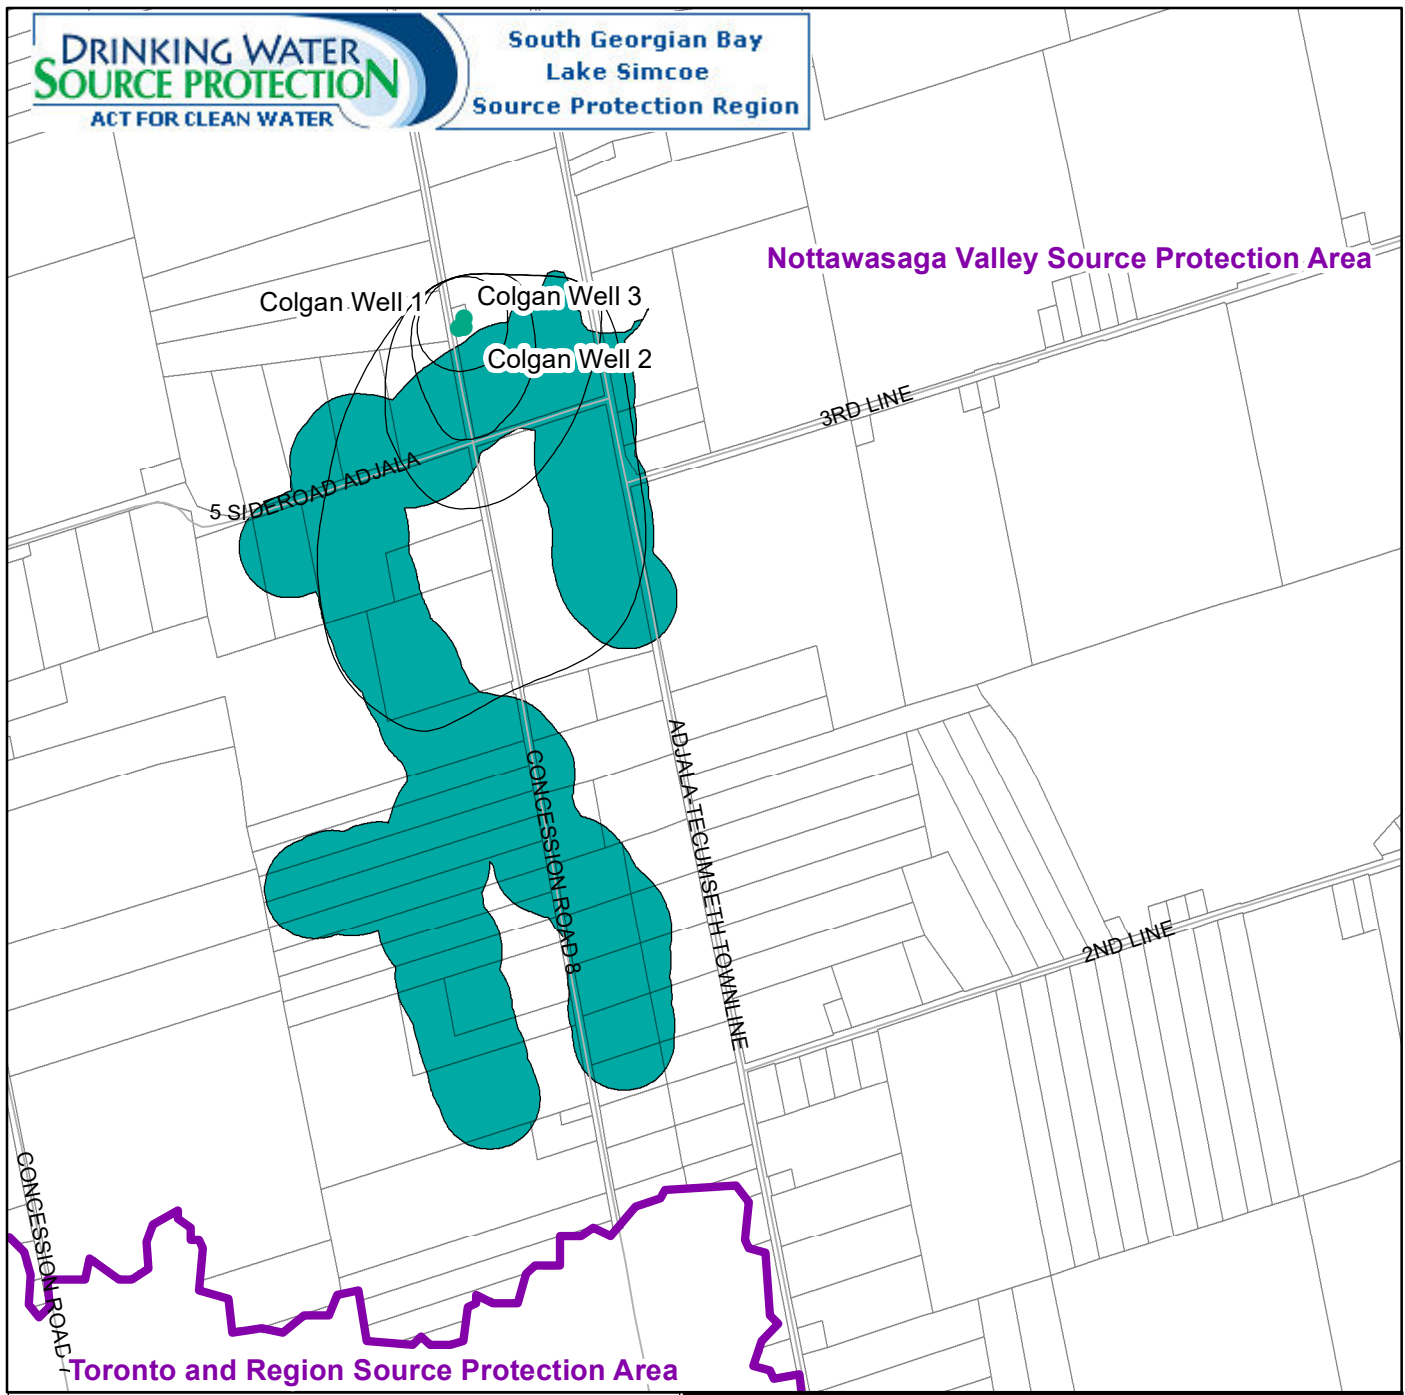 DRINKING WATER
SOURCE PROTECTION
ACT FOR CLEAN WATER
South Georgian Bay
Lake Simcoe
Source Protection Region
Nottawasaga Valley Source Protection Area
Colgan Well 1
Colgan Well 3
Colgan Well 2
3RD LINE
5 SIDEROAD ADJALA
ADJALA-TECUMSETH TOWNLINE
CONCESSION ROAD 8
2ND LINE
CONCESSION ROAD 7
Toronto and Region Source Protection Area